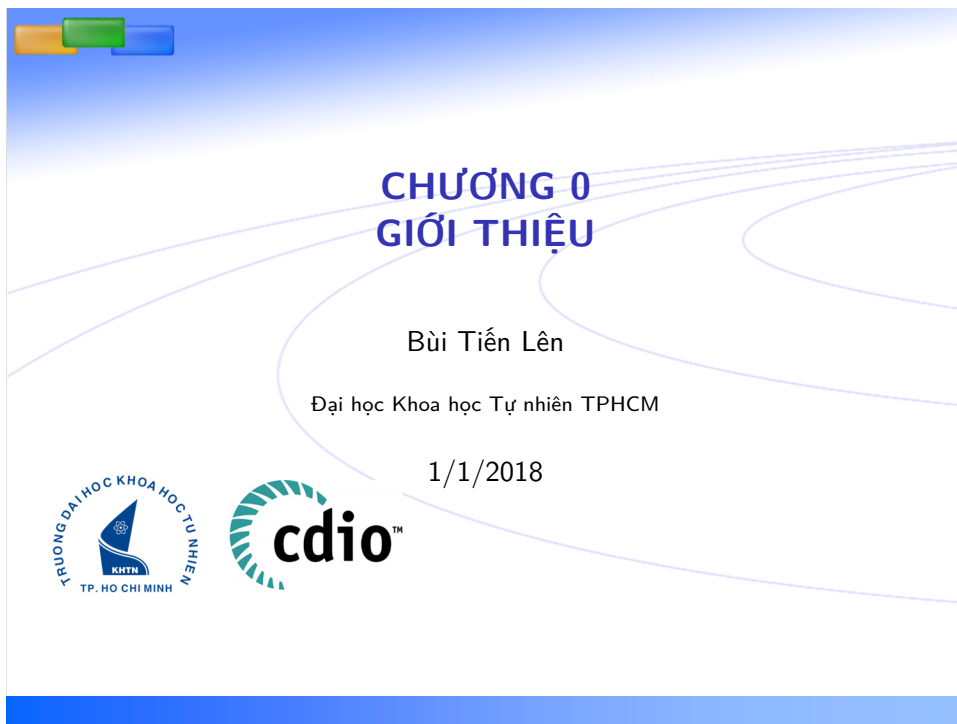 CHƯƠNG 0
GIỚI THIỆU
Bùi Tiến Lên
Đại học Khoa học Tự nhiên TPHCM
1/1/2018
TRUONG DAI HOC KHOA HOC TU NHIEN
KHTN
TP. HO CHI MINH
cdio™